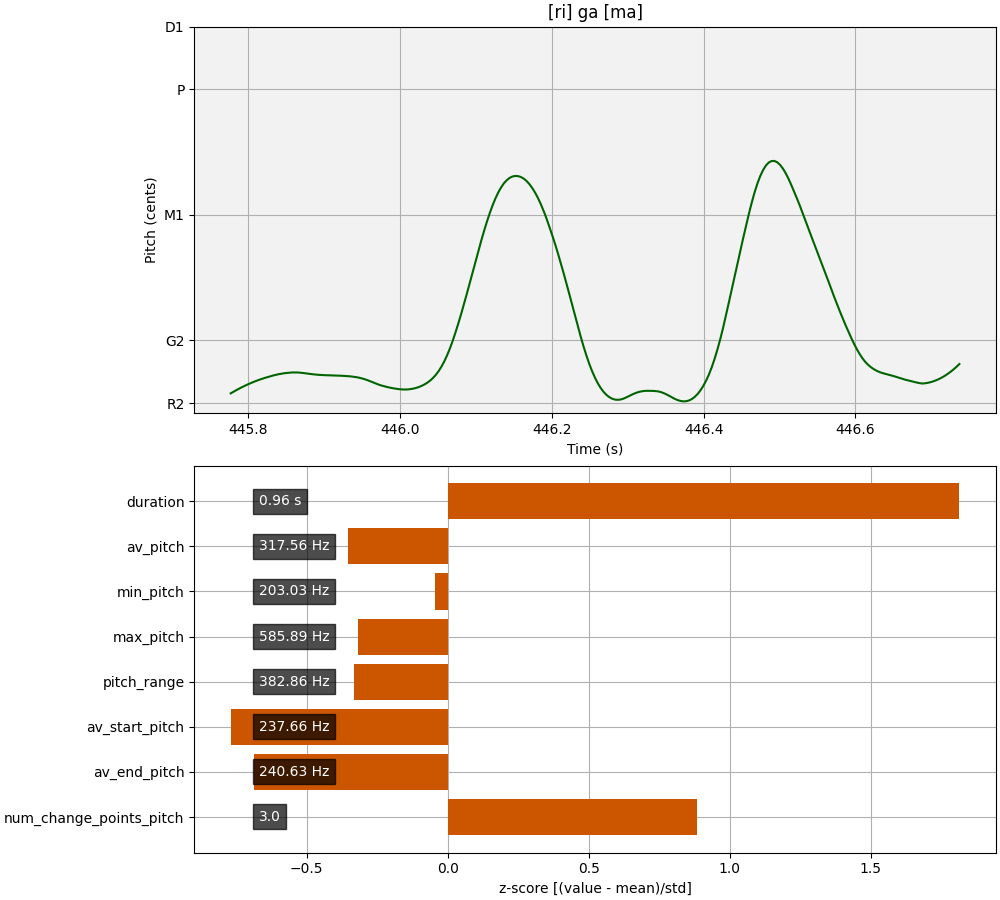 [ri] ga [ma]
D1
P
M1
G2
R2
Pitch (cents)
445.8 446.0 446.2 446.4 446.6
Time (s)
duration 0.96 s
av_pitch 317.56 Hz
min_pitch 203.03 Hz
max_pitch 585.89 Hz
pitch_range 382.86 Hz
av_start_pitch 237.66 Hz
av_end_pitch 240.63 Hz
num_change_points_pitch 3.0
−0.5 0.0 0.5 1.0 1.5
z-score [(value - mean)/std]